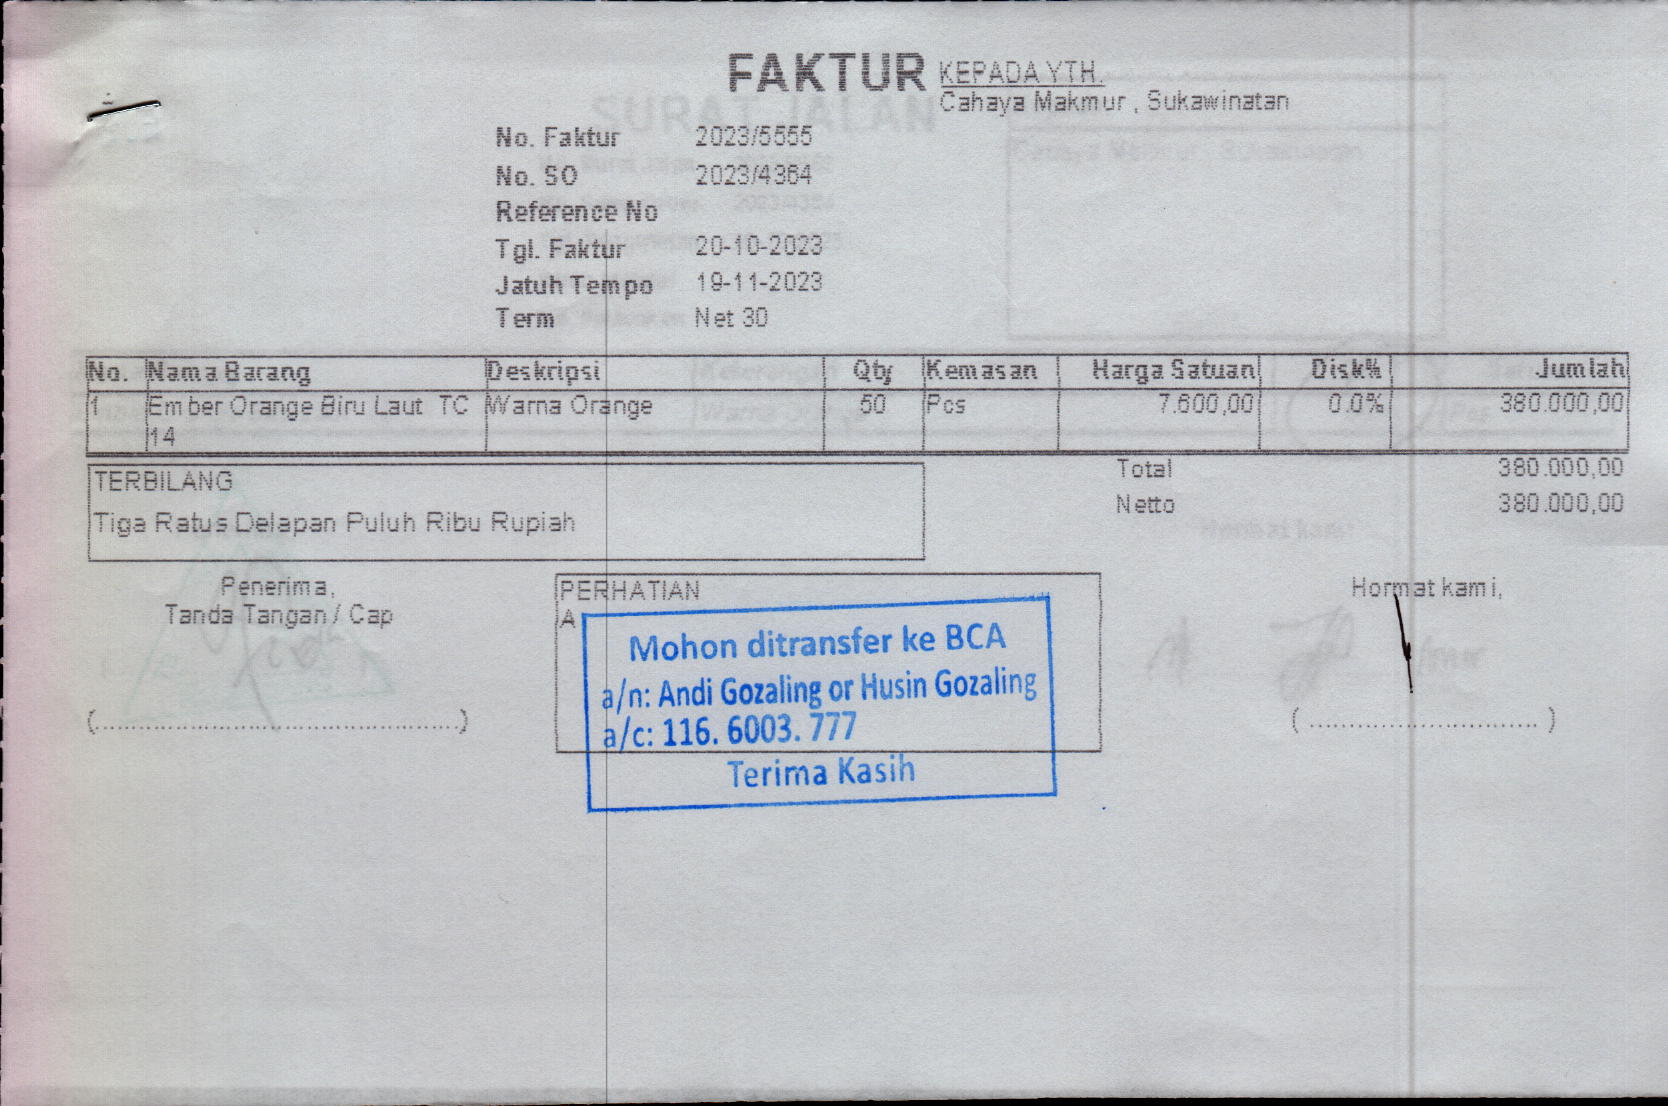 FAKTUR
KEPADA YTH.
Cahaya Makmur , Sukawinatan
SURAT JALAN
No. Faktur 2023/5555
No. SO 2023/4364
Reference No
Tgl. Faktur 20-10-2023
Jatuh Tempo 19-11-2023
Term Net 30
No. Nama Barang Deskripsi Qty Kemasan Harga Satuan Disk% Jumlah
1 Ember Orange Biru Laut TC 14 Warna Orange 50 Pcs 7.600,00 0.0% 380.000,00
TERBILANG
Tiga Ratus Delapan Puluh Ribu Rupiah
Total 380.000,00
Netto 380.000,00
Penerima,
Tanda Tangan / Cap
(..........................................................)
PERHATIAN
A
Mohon ditransfer ke BCA
a/n: Andi Gozaling or Husin Gozaling
a/c: 116. 6003. 777
Terima Kasih
Hormat kami,
( .................................... )